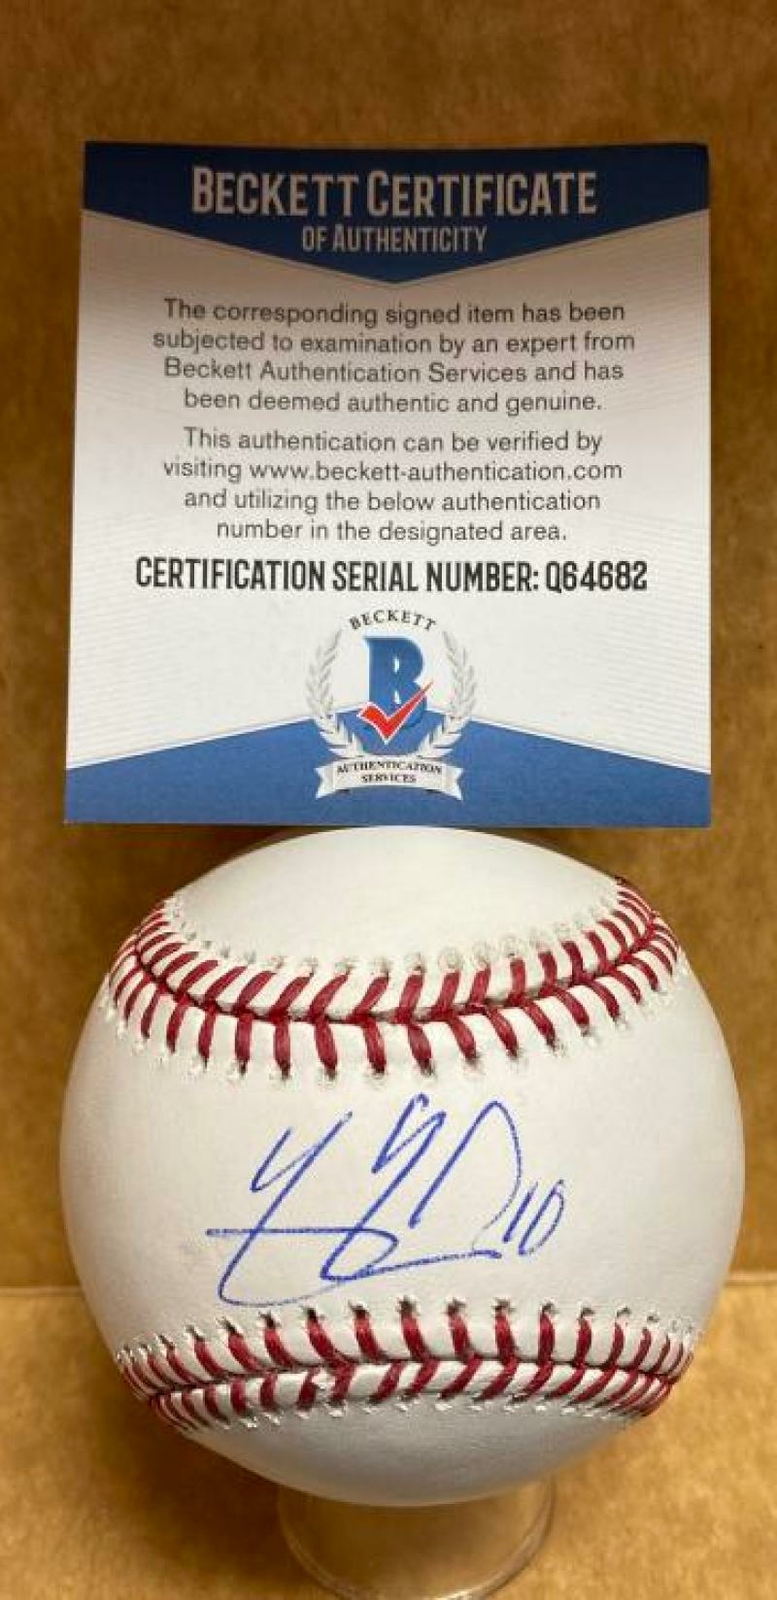 BECKETT CERTIFICATE
OF AUTHENTICITY
The corresponding signed item has been
subjected to examination by an expert from
Beckett Authentication Services and has
been deemed authentic and genuine.
This authentication can be verified by
visiting www.beckett-authentication.com
and utilizing the below authentication
number in the designated area.
CERTIFICATION SERIAL NUMBER: Q64682
BECKETT
B
AUTHENTICATION
SERVICES
10